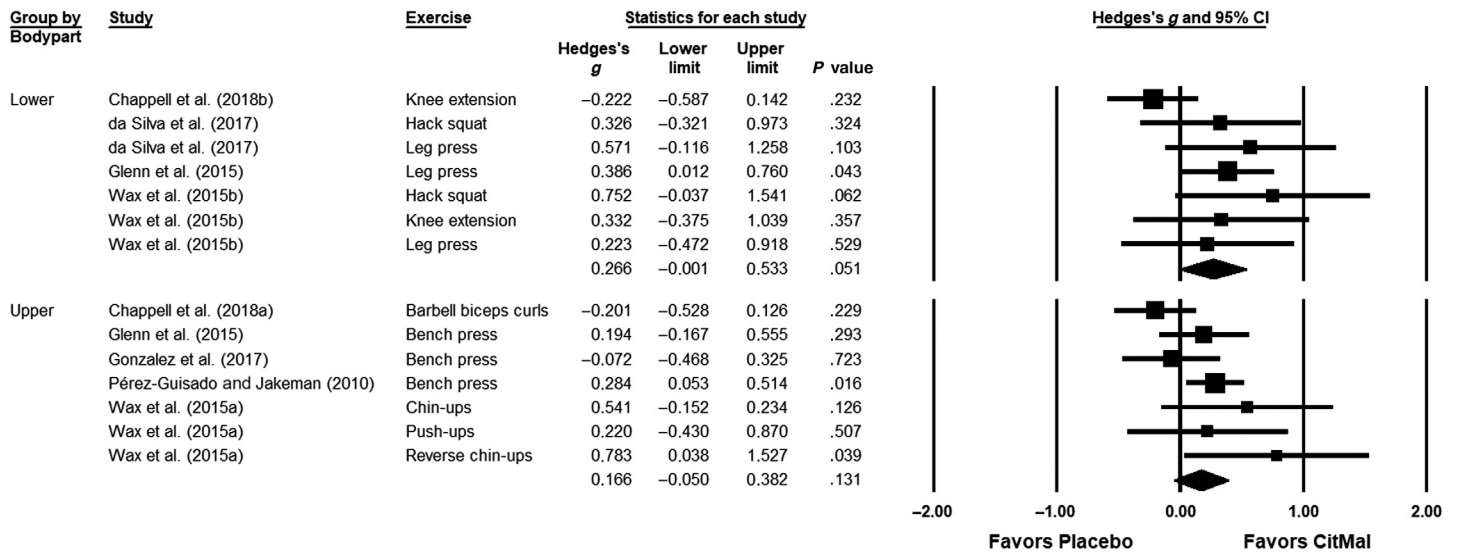 Group by Bodypart Study Exercise Statistics for each study Hedges's g and 95% CI
Hedges's g Lower limit Upper limit P value
Lower Chappell et al. (2018b) Knee extension −0.222 −0.587 0.142 .232
da Silva et al. (2017) Hack squat 0.326 −0.321 0.973 .324
da Silva et al. (2017) Leg press 0.571 −0.116 1.258 .103
Glenn et al. (2015) Leg press 0.386 0.012 0.760 .043
Wax et al. (2015b) Hack squat 0.752 −0.037 1.541 .062
Wax et al. (2015b) Knee extension 0.332 −0.375 1.039 .357
Wax et al. (2015b) Leg press 0.223 −0.472 0.918 .529
0.266 −0.001 0.533 .051
Upper Chappell et al. (2018a) Barbell biceps curls −0.201 −0.528 0.126 .229
Glenn et al. (2015) Bench press 0.194 −0.167 0.555 .293
Gonzalez et al. (2017) Bench press −0.072 −0.468 0.325 .723
Pérez-Guisado and Jakeman (2010) Bench press 0.284 0.053 0.514 .016
Wax et al. (2015a) Chin-ups 0.541 −0.152 0.234 .126
Wax et al. (2015a) Push-ups 0.220 −0.430 0.870 .507
Wax et al. (2015a) Reverse chin-ups 0.783 0.038 1.527 .039
0.166 −0.050 0.382 .131
−2.00 −1.00 0.00 1.00 2.00
Favors Placebo Favors CitMal